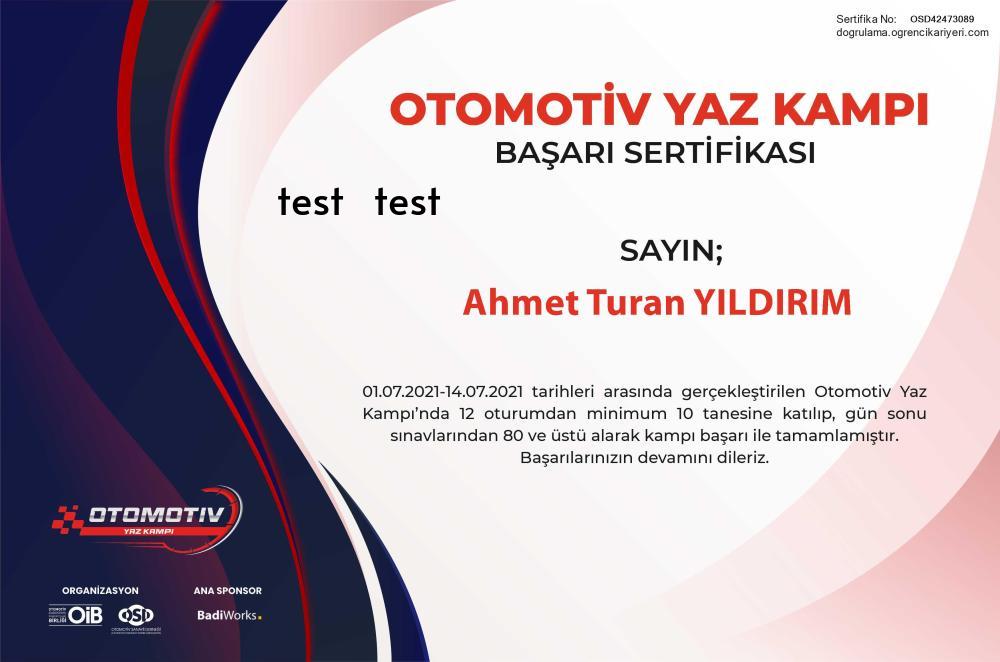 Sertifika No: OSD42473089
dogrulama.ogrencikariyeri.com
OTOMOTİV YAZ KAMPI
BAŞARI SERTİFİKASI
test test
SAYIN;
Ahmet Turan YILDIRIM
01.07.2021-14.07.2021 tarihleri arasında gerçekleştirilen Otomotiv Yaz
Kampı’nda 12 oturumdan minimum 10 tanesine katılıp, gün sonu
sınavlarından 80 ve üstü alarak kampı başarı ile tamamlamıştır.
Başarılarınızın devamını dileriz.
OTOMOTIV
YAZ KAMPI
ORGANİZASYON
ANA SPONSOR
OİB
OSD
BadiWorks.